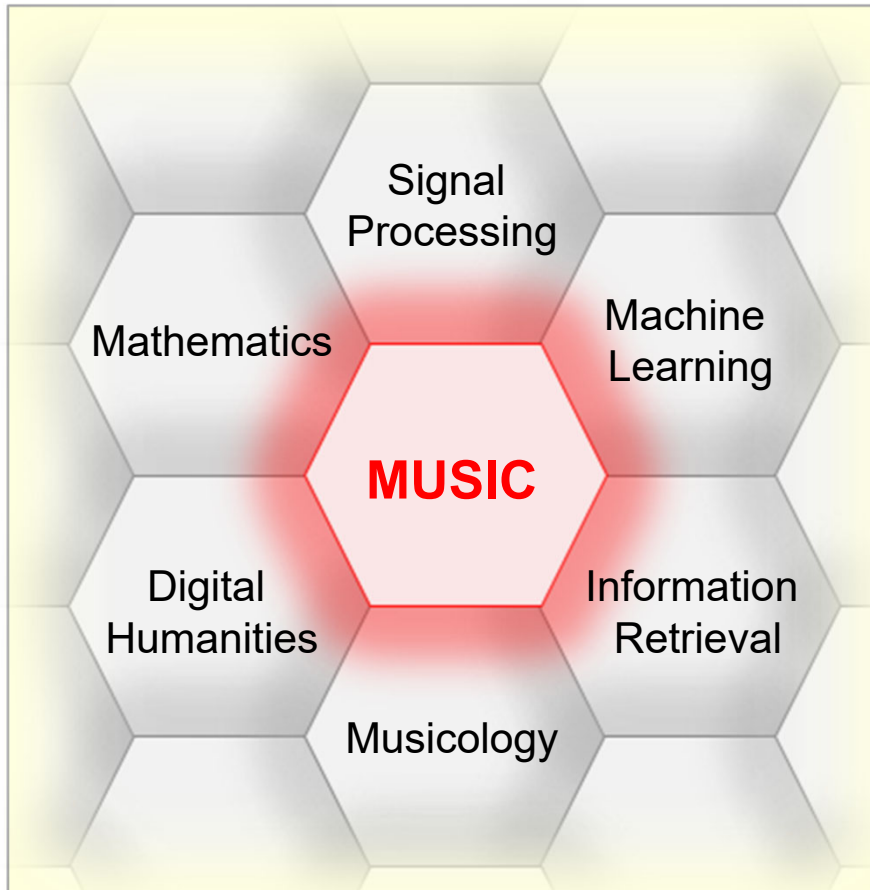 Signal
Processing
Mathematics
Machine
Learning
MUSIC
Digital
Humanities
Information
Retrieval
Musicology